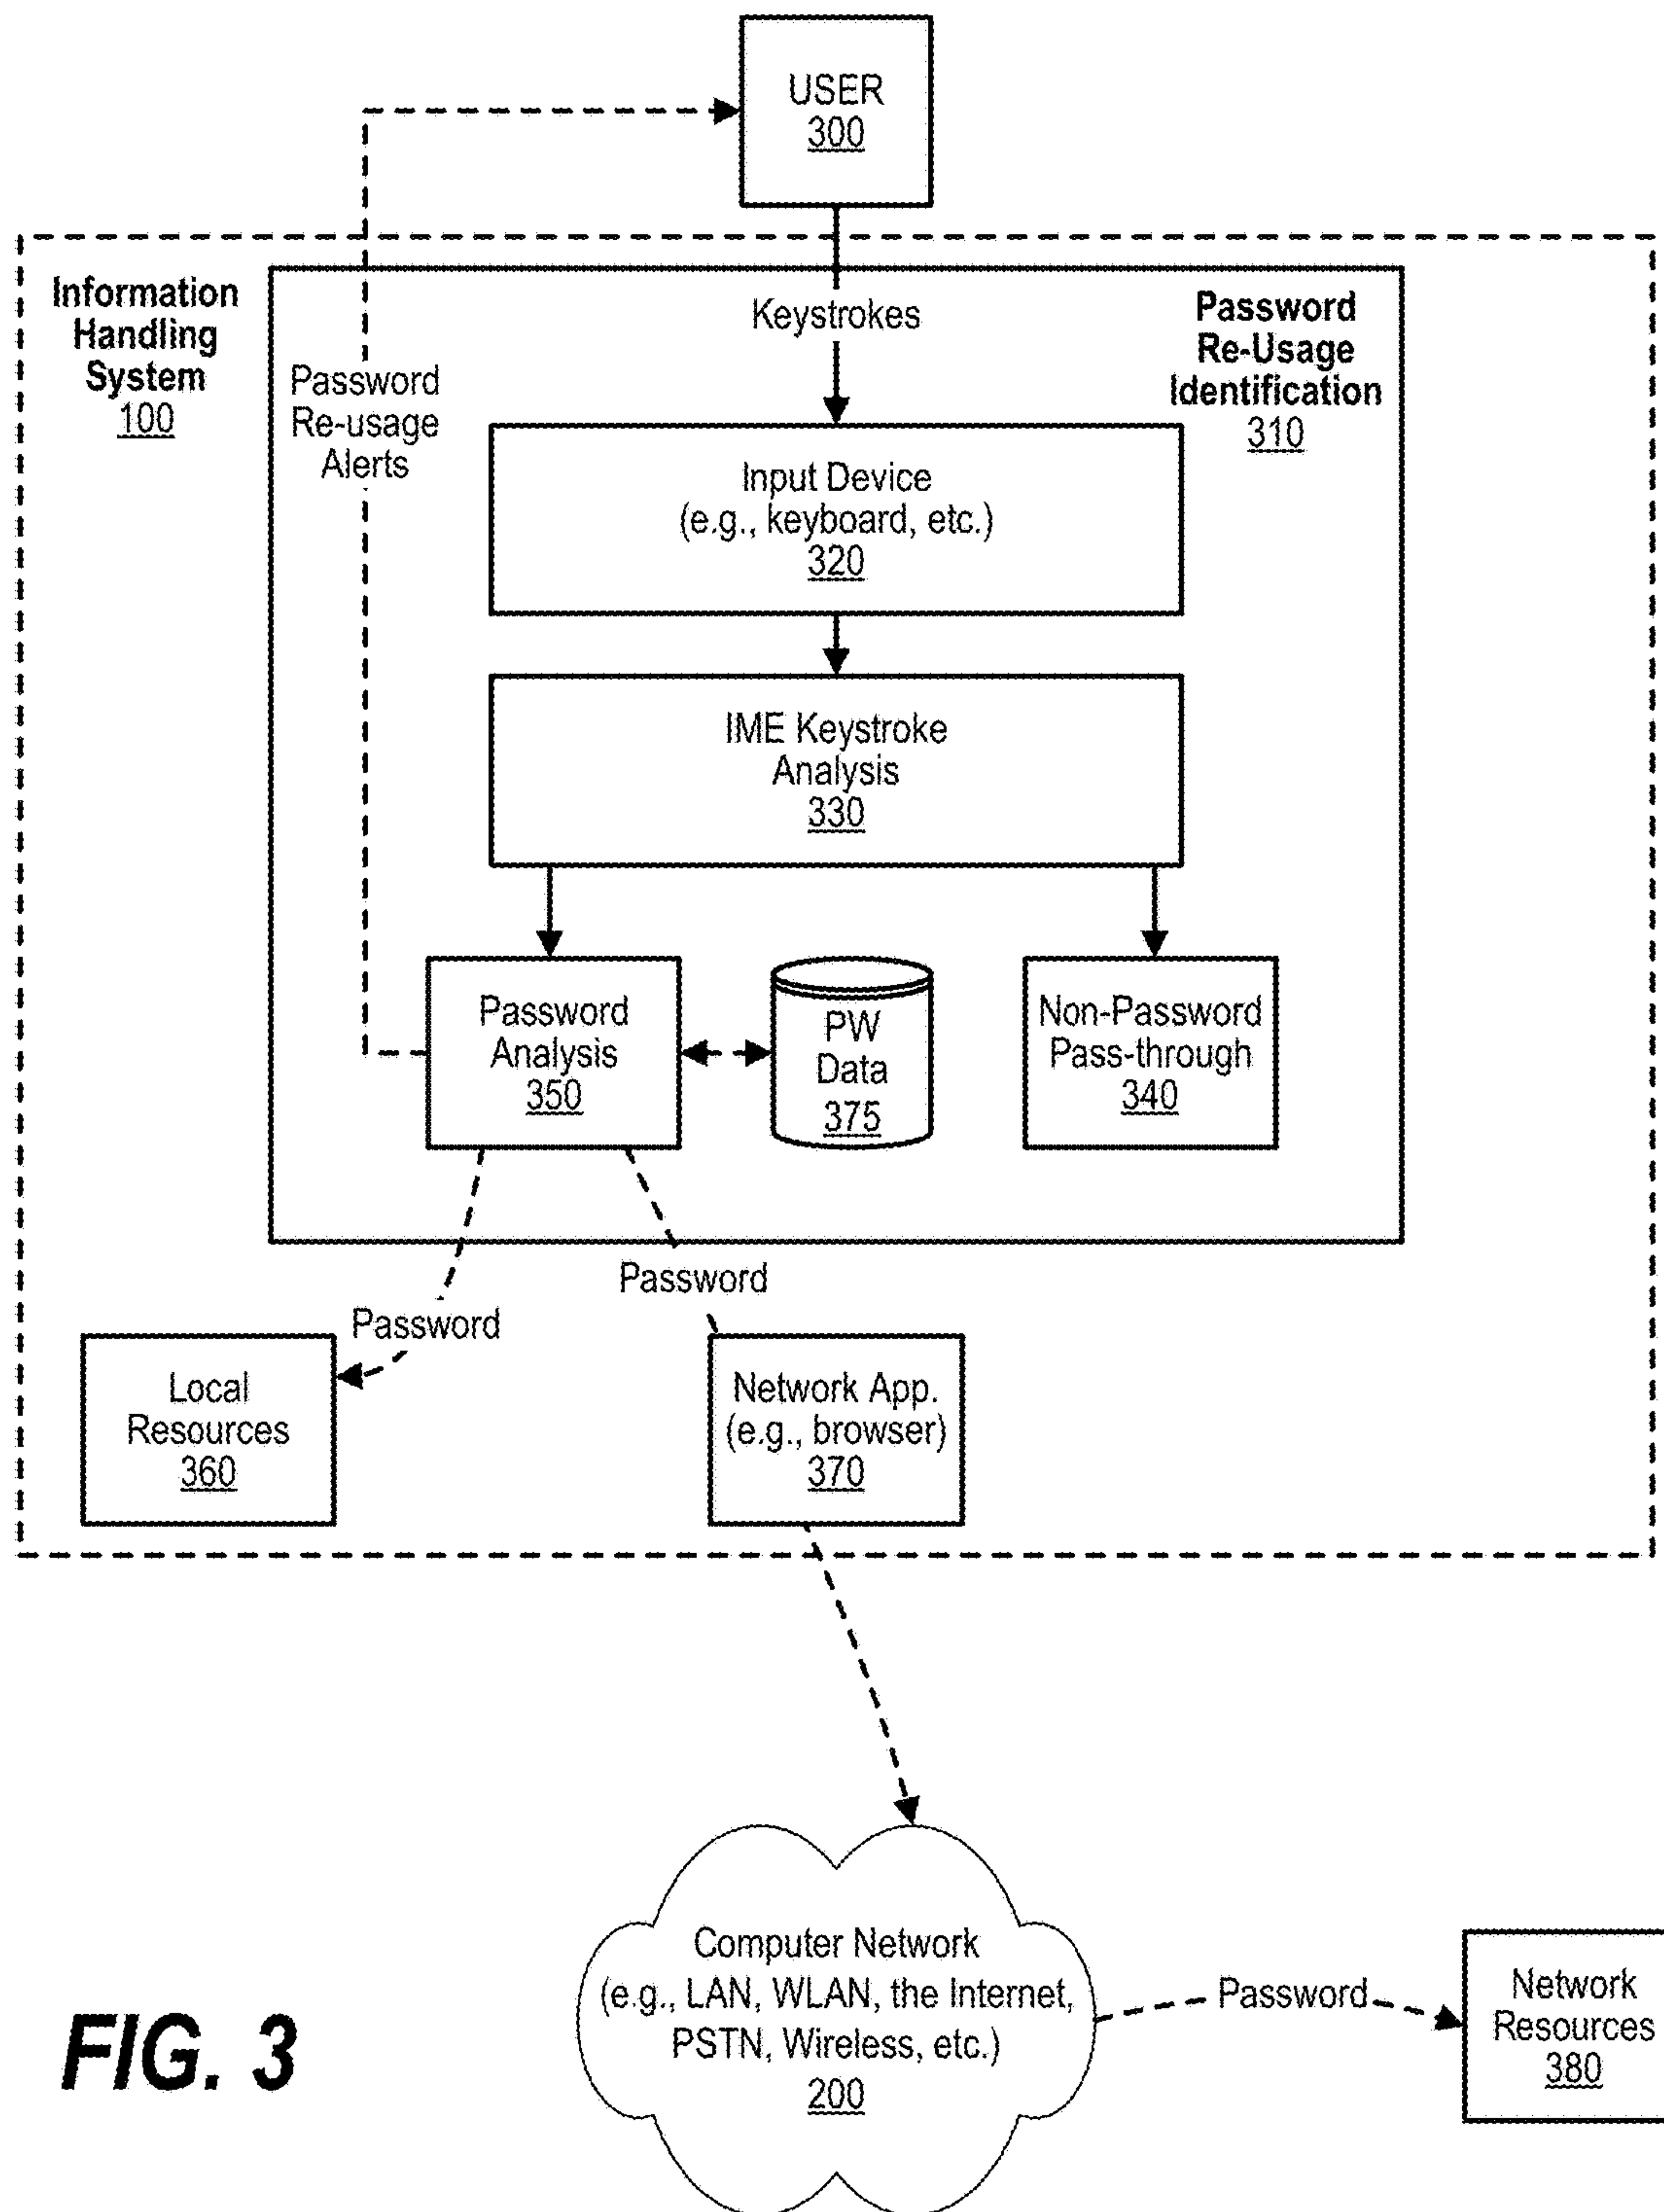 USER
300
Information
Handling
System
100
Keystrokes
Password
Re-Usage
Identification
310
Password
Re-usage
Alerts
Input Device
(e.g., keyboard, etc.)
320
IME Keystroke
Analysis
330
Password
Analysis
350
PW
Data
375
Non-Password
Pass-through
340
Password
Password
Local
Resources
360
Network App.
(e.g., browser)
370
Computer Network
(e.g., LAN, WLAN, the Internet,
PSTN, Wireless, etc.)
200
Password
Network
Resources
380
FIG. 3